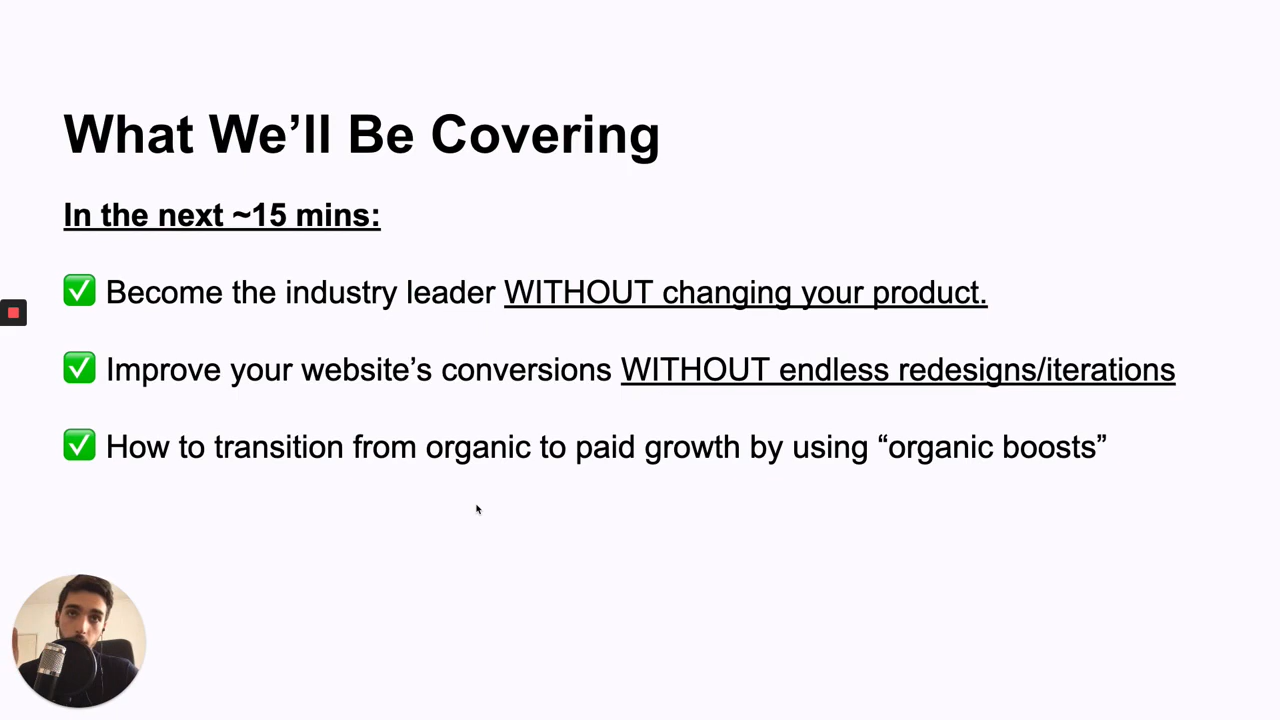 What We’ll Be Covering
In the next ~15 mins:
✅ Become the industry leader WITHOUT changing your product.
✅ Improve your website’s conversions WITHOUT endless redesigns/iterations
✅ How to transition from organic to paid growth by using “organic boosts”